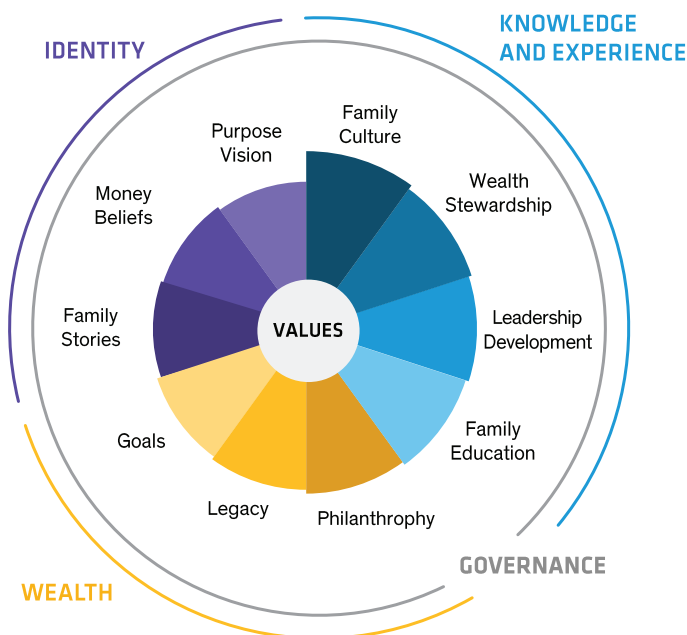 IDENTITY
KNOWLEDGE
AND EXPERIENCE
Family
Culture
Purpose
Vision
Wealth
Stewardship
Money
Beliefs
Family
Stories
VALUES
Leadership
Development
Goals
Family
Education
Legacy
Philanthropy
GOVERNANCE
WEALTH